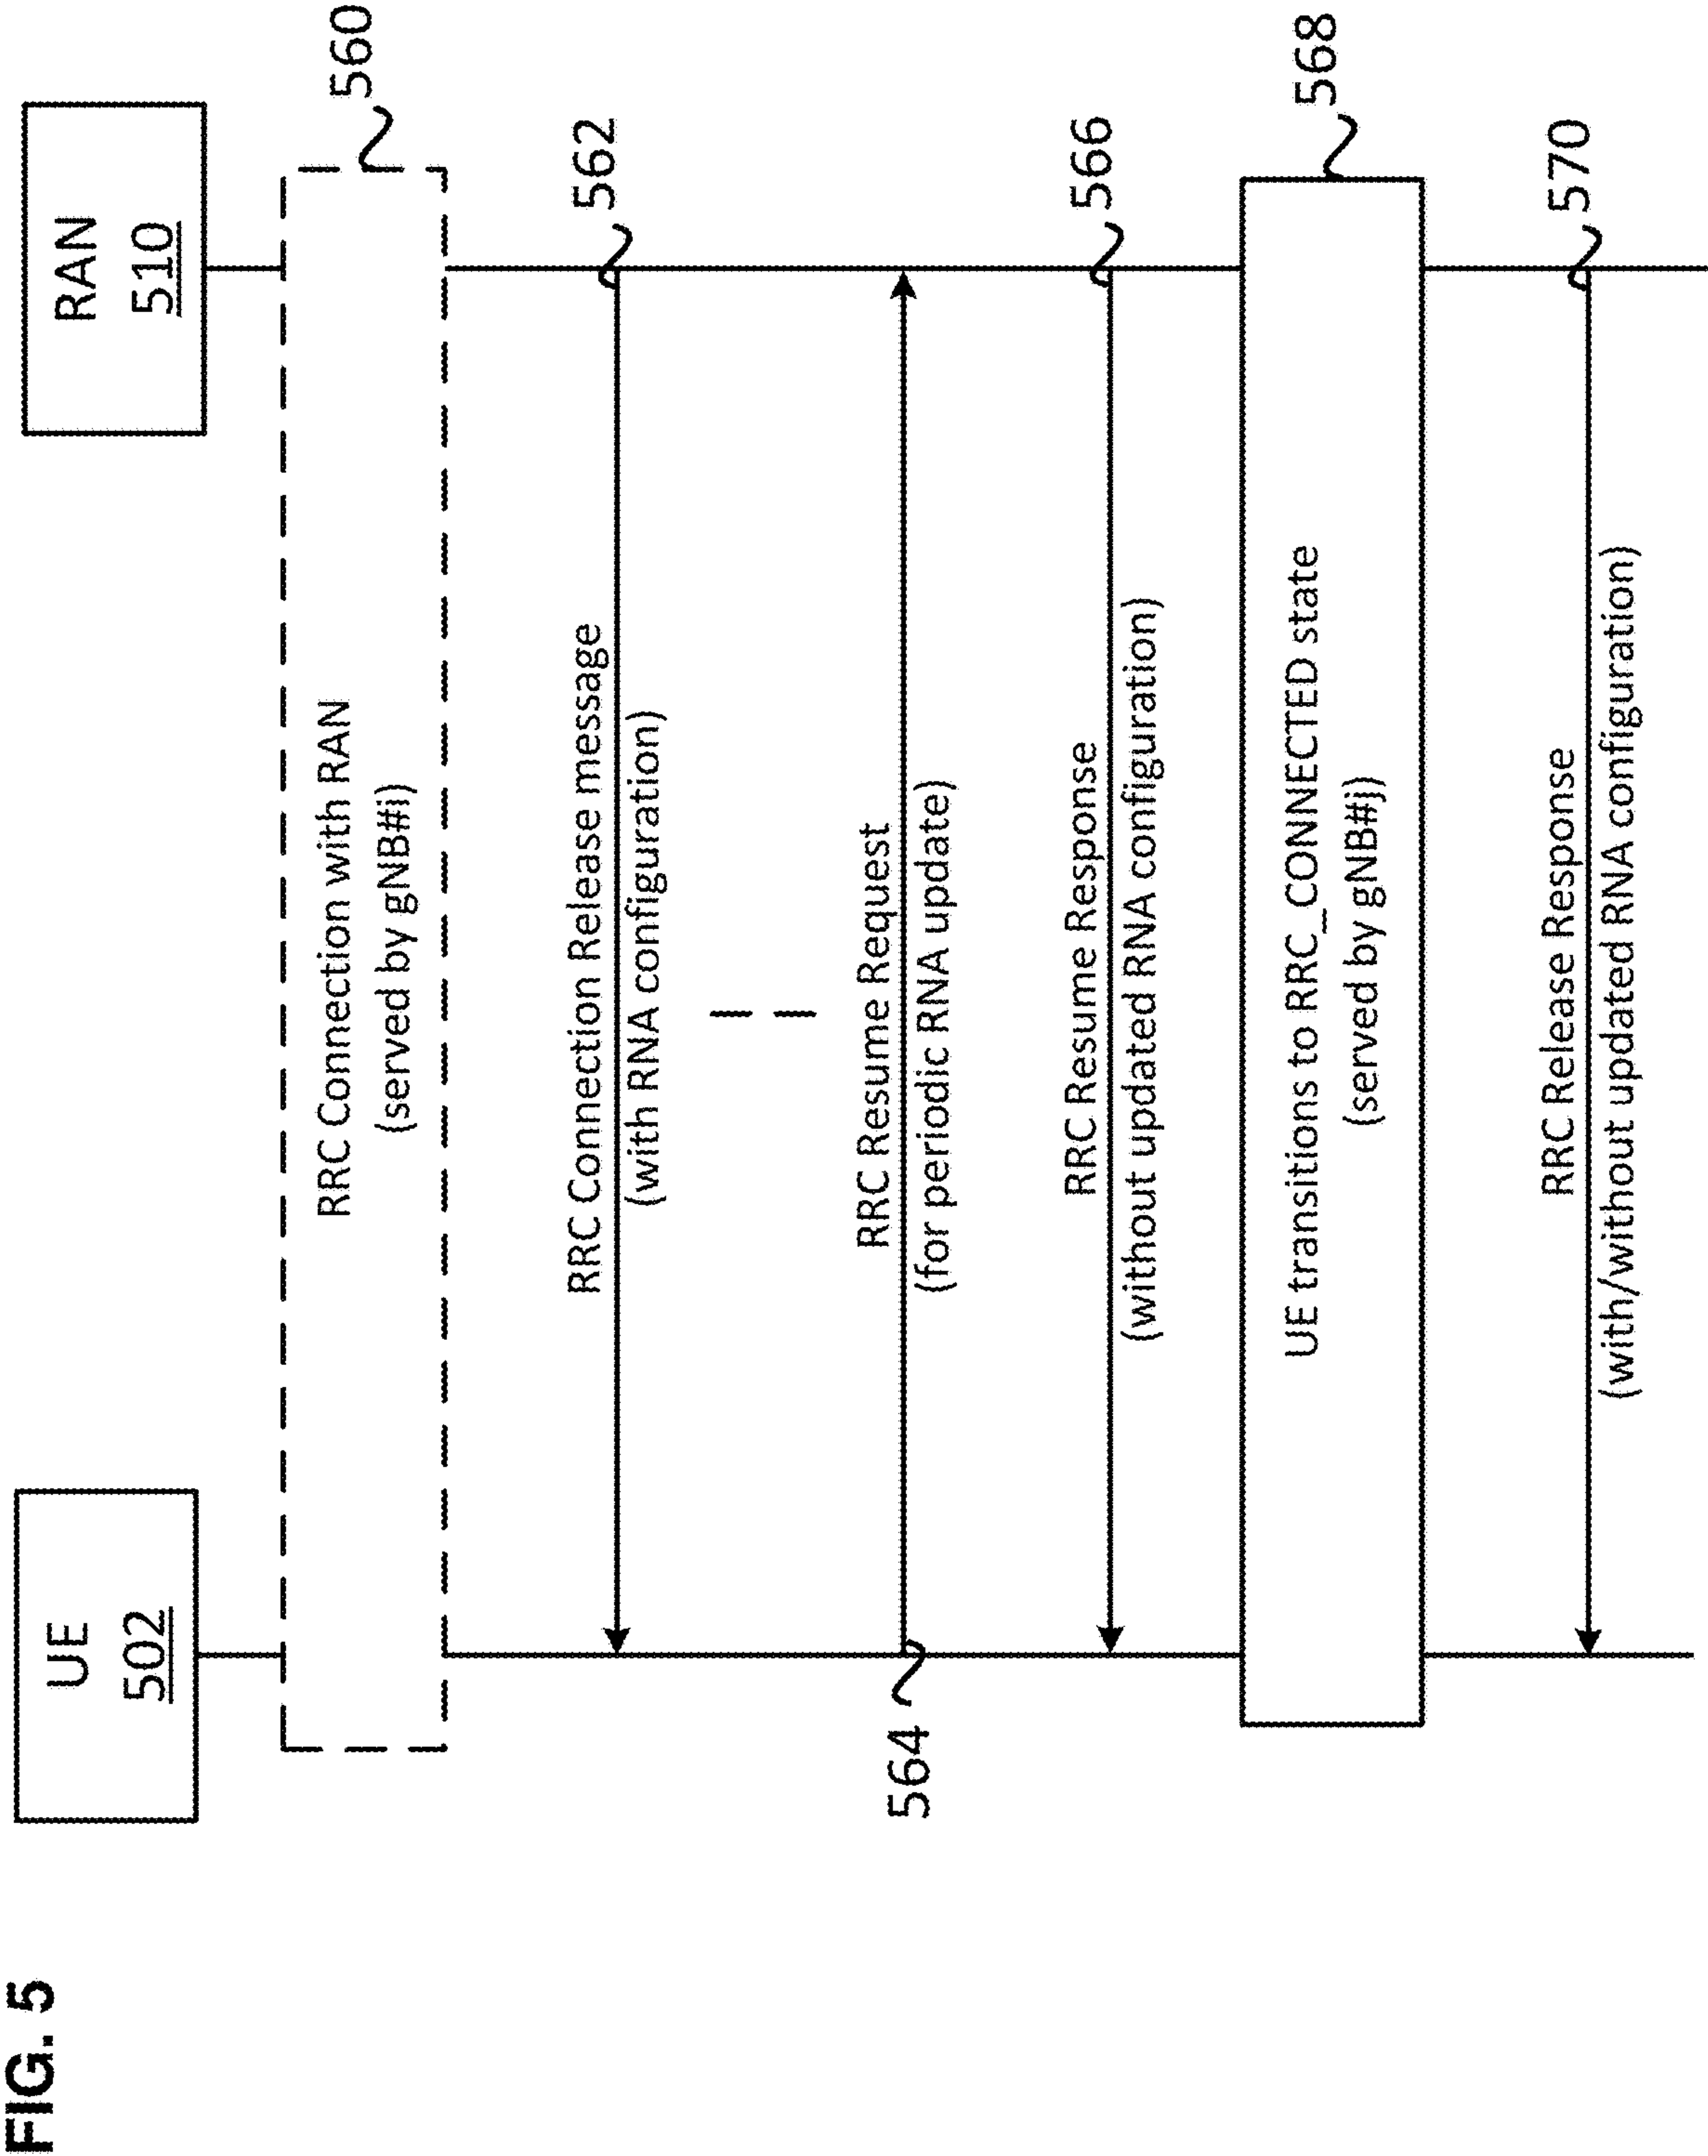 FIG. 5
UE
502
RAN
510
560
RRC Connection with RAN
(served by gNB#i)
562
RRC Connection Release message
(with RNA configuration)
564
RRC Resume Request
(for periodic RNA update)
566
RRC Resume Response
(without updated RNA configuration)
568
UE transitions to RRC_CONNECTED state
(served by gNB#j)
570
RRC Release Response
(with/without updated RNA configuration)